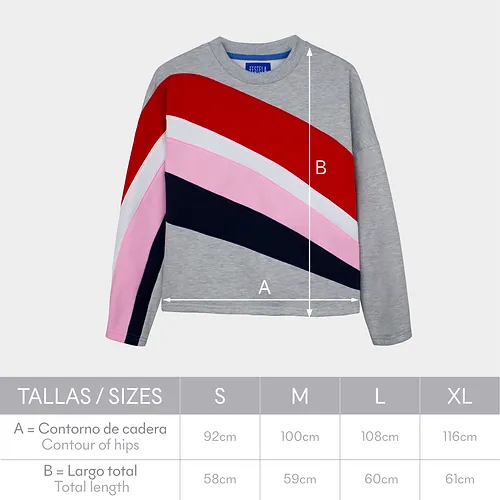 B
A
TALLAS / SIZES S M L XL
A = Contorno de cadera
Contour of hips
92cm 100cm 108cm 116cm
B = Largo total
Total length
58cm 59cm 60cm 61cm